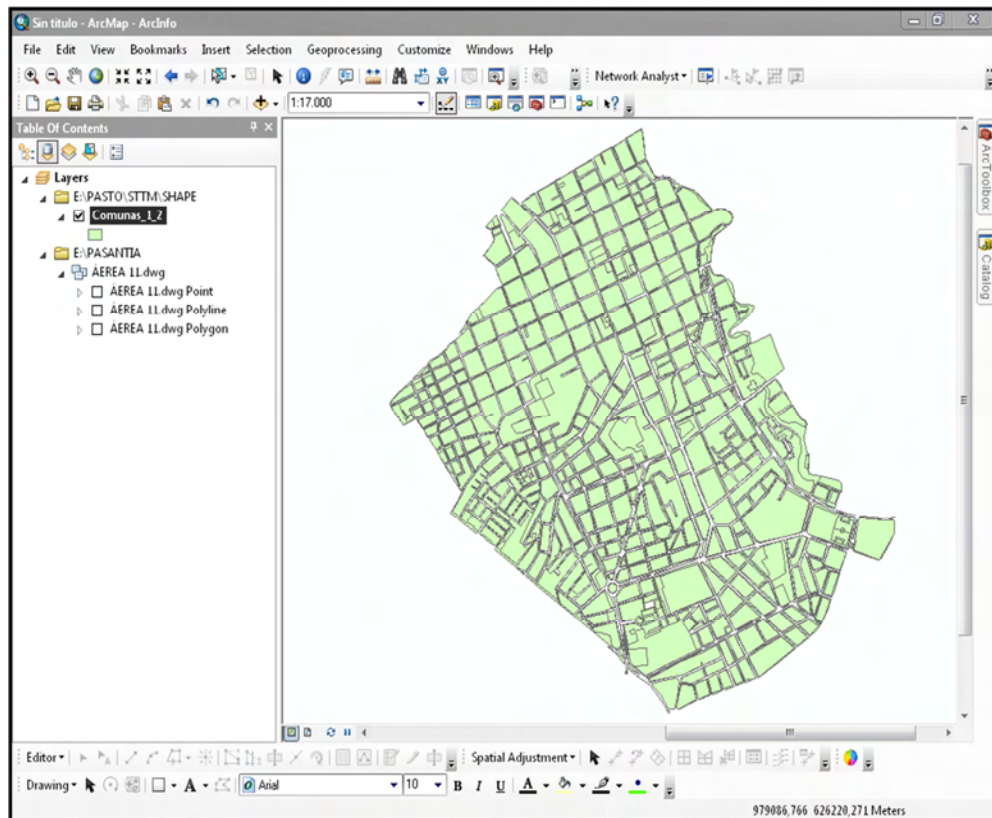 Sin titulo - ArcMap - ArcInfo
File Edit View Bookmarks Insert Selection Geoprocessing Customize Windows Help
Network Analyst
1:17.000
Table Of Contents
Layers
E:\PASTO\STTM\SHAPE
Comunas_1_2
E:\PASANTIA
ÁEREA 11.dwg
ÁEREA 11.dwg Point
ÁEREA 11.dwg Polyline
ÁEREA 11.dwg Polygon
ArcToolbox
Catalog
Editor
Spatial Adjustment
Drawing
A
Arial
10
B I U A
979086,766 626220,271 Meters